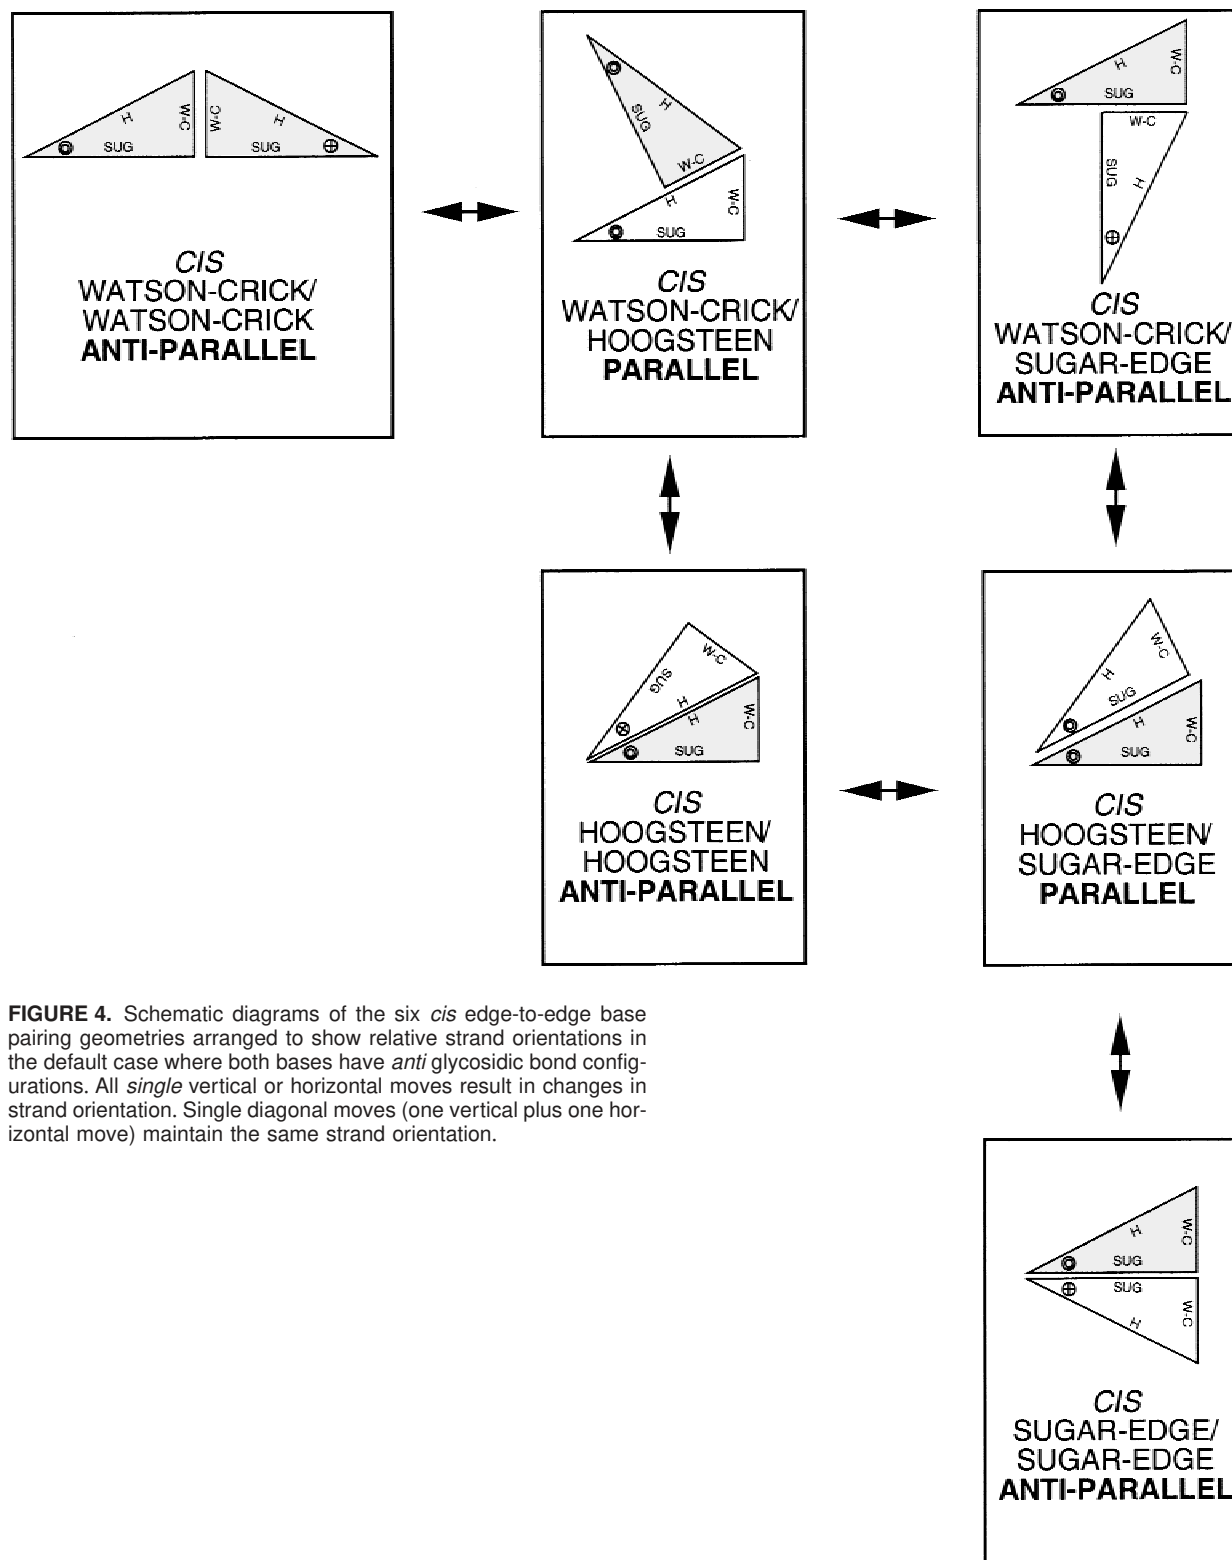 H
W-C
SUG
W-C
H
SUG
CIS
WATSON-CRICK/
WATSON-CRICK
ANTI-PARALLEL
H
SUG
W-C
H
W-C
SUG
CIS
WATSON-CRICK/
HOOGSTEEN
PARALLEL
W-C
H
SUG
W-C
SUG
H
CIS
WATSON-CRICK/
SUGAR-EDGE
ANTI-PARALLEL
W-C
SUG
H
H
W-C
SUG
CIS
HOOGSTEEN/
HOOGSTEEN
ANTI-PARALLEL
W-C
H
SUG
H
W-C
SUG
CIS
HOOGSTEEN/
SUGAR-EDGE
PARALLEL
FIGURE 4. Schematic diagrams of the six cis edge-to-edge base
pairing geometries arranged to show relative strand orientations in
the default case where both bases have anti glycosidic bond config-
urations. All single vertical or horizontal moves result in changes in
strand orientation. Single diagonal moves (one vertical plus one hor-
izontal move) maintain the same strand orientation.
H
W-C
SUG
SUG
W-C
H
CIS
SUGAR-EDGE/
SUGAR-EDGE
ANTI-PARALLEL